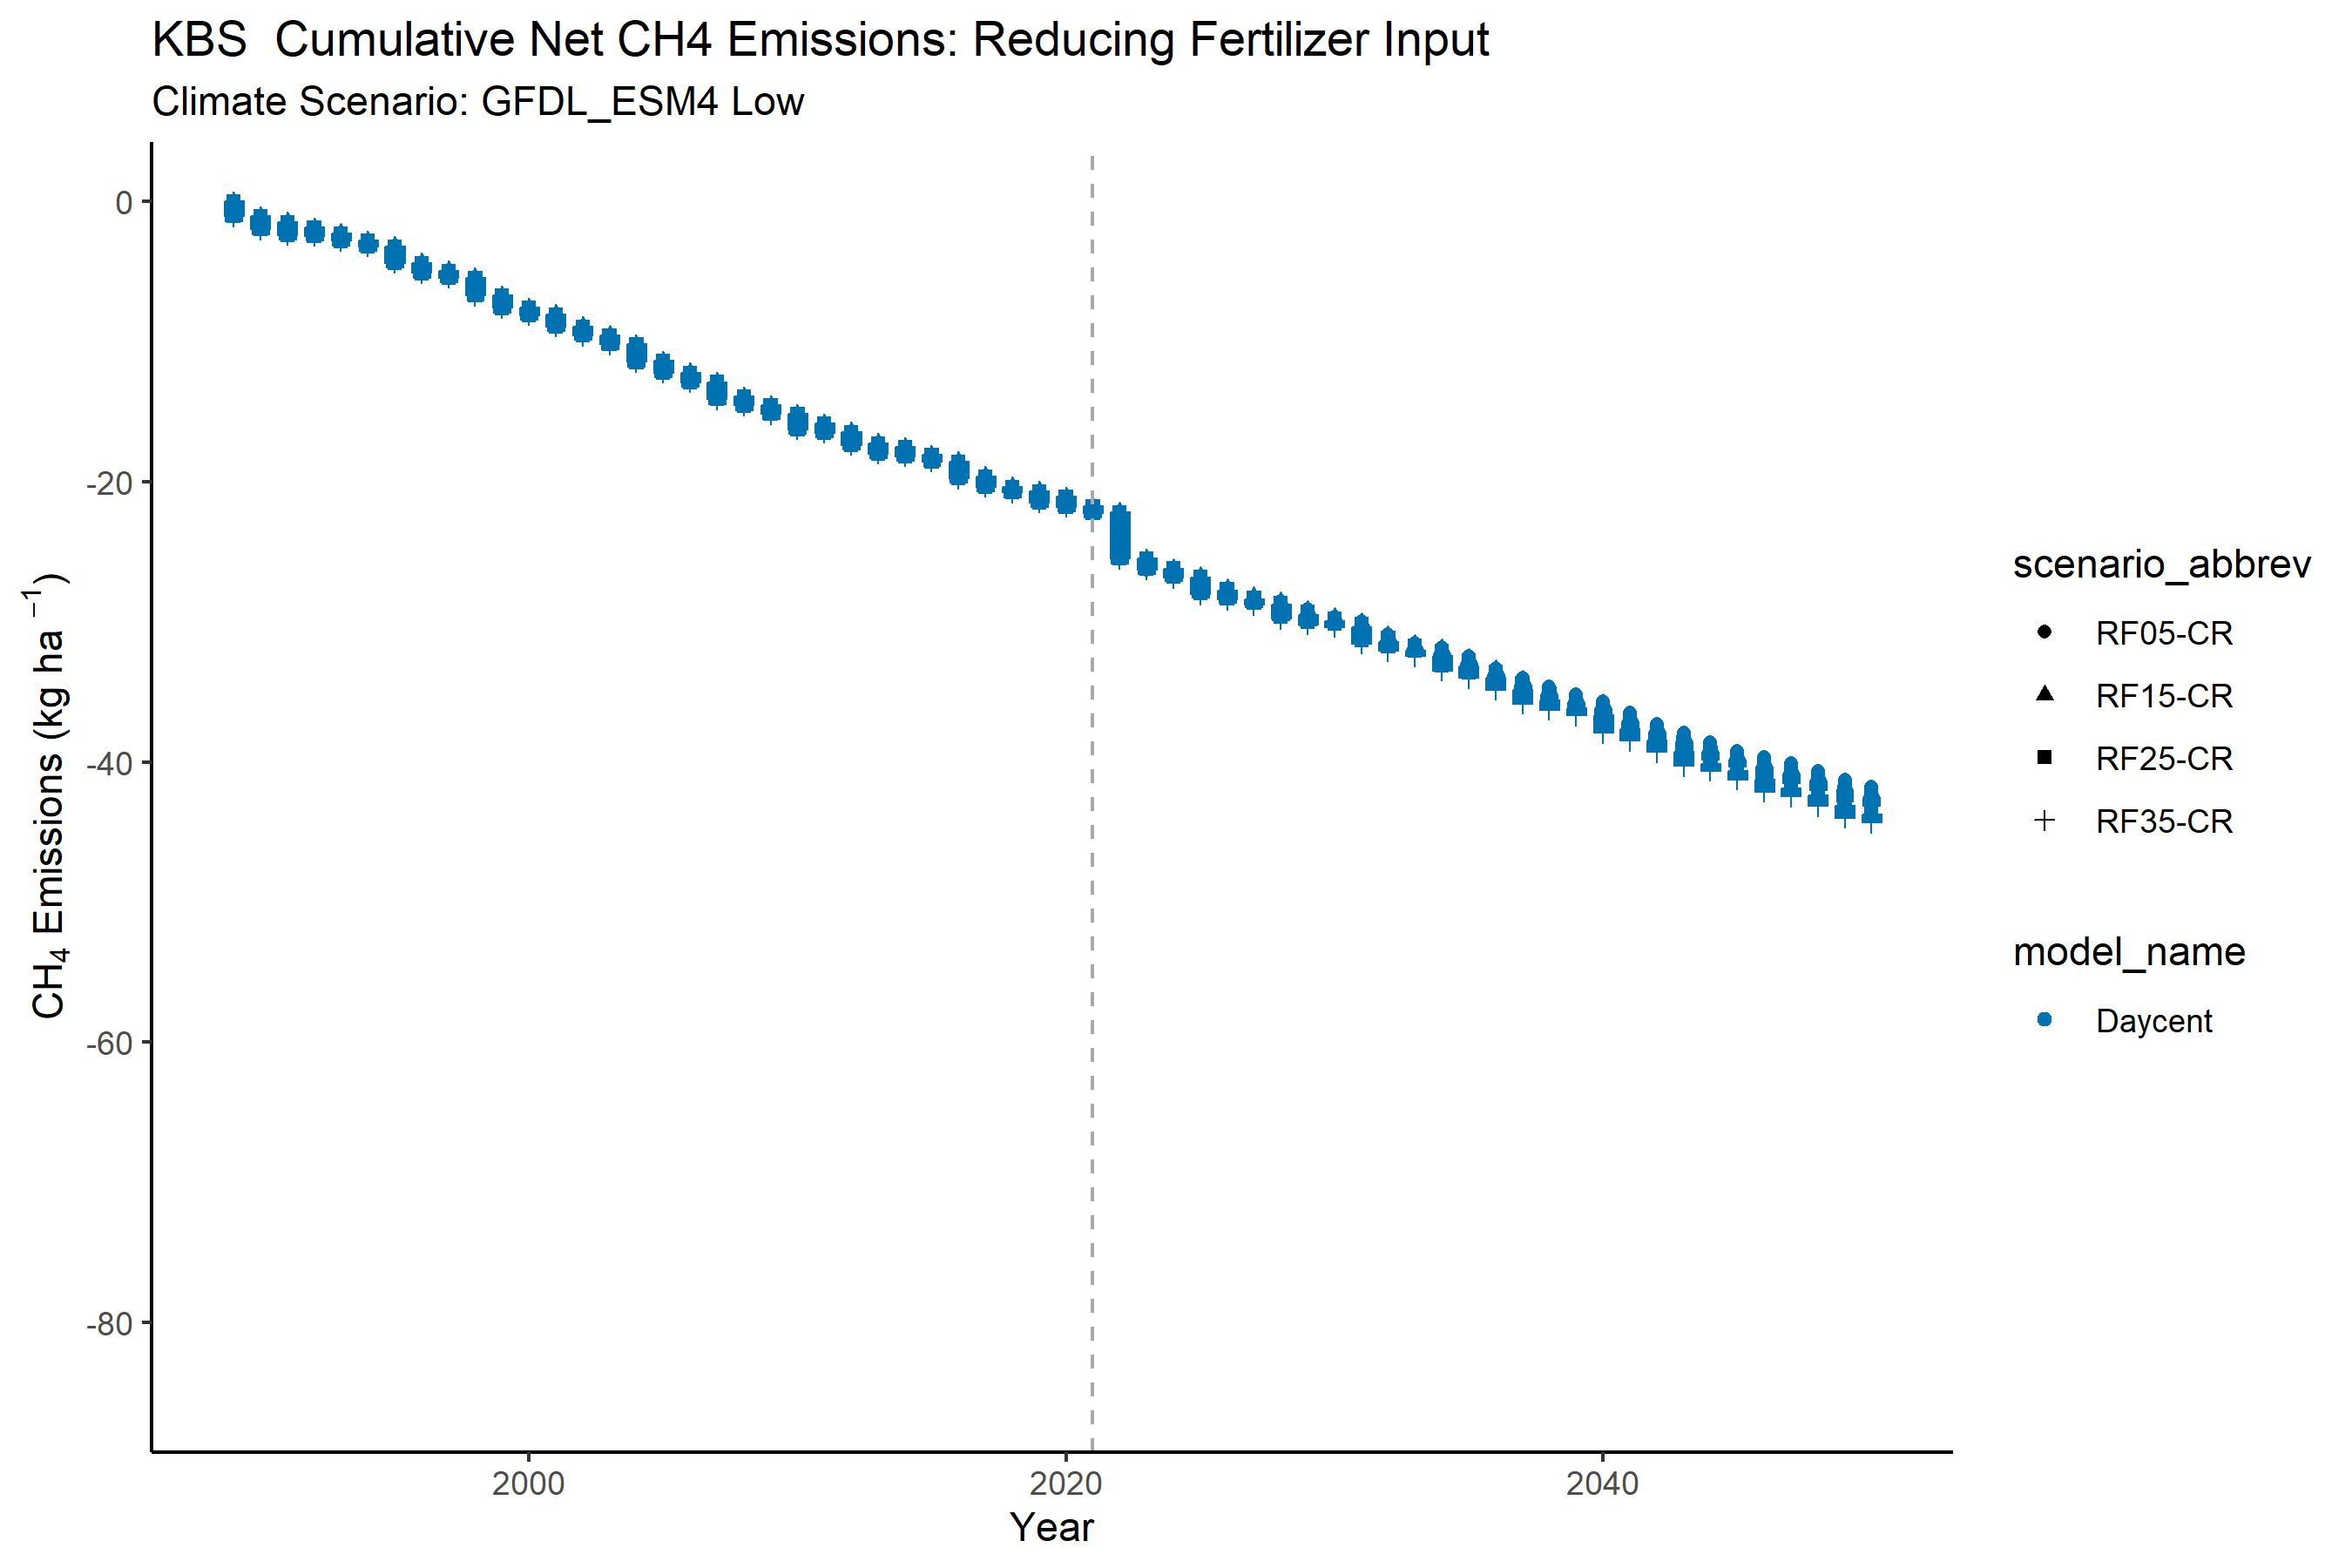 KBS  Cumulative Net CH4 Emissions: Reducing Fertilizer Input
Climate Scenario: GFDL_ESM4 Low
CH₄ Emissions (kg ha ⁻¹)
0
-20
-40
-60
-80
2000
2020
2040
Year
scenario_abbrev
RF05-CR
RF15-CR
RF25-CR
RF35-CR
model_name
Daycent